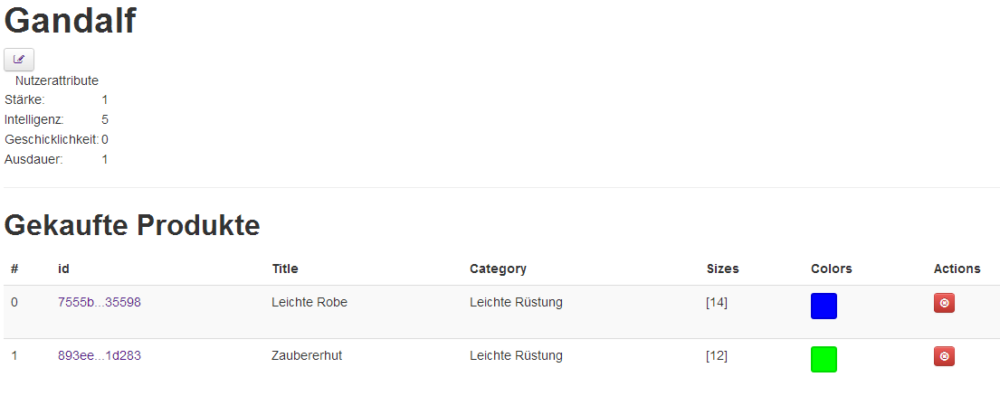 Gandalf
Nutzerattribute
Stärke: 1
Intelligenz: 5
Geschicklichkeit: 0
Ausdauer: 1
Gekaufte Produkte
# id Title Category Sizes Colors Actions
0 7555b...35598 Leichte Robe Leichte Rüstung [14]
1 893ee...1d283 Zaubererhut Leichte Rüstung [12]